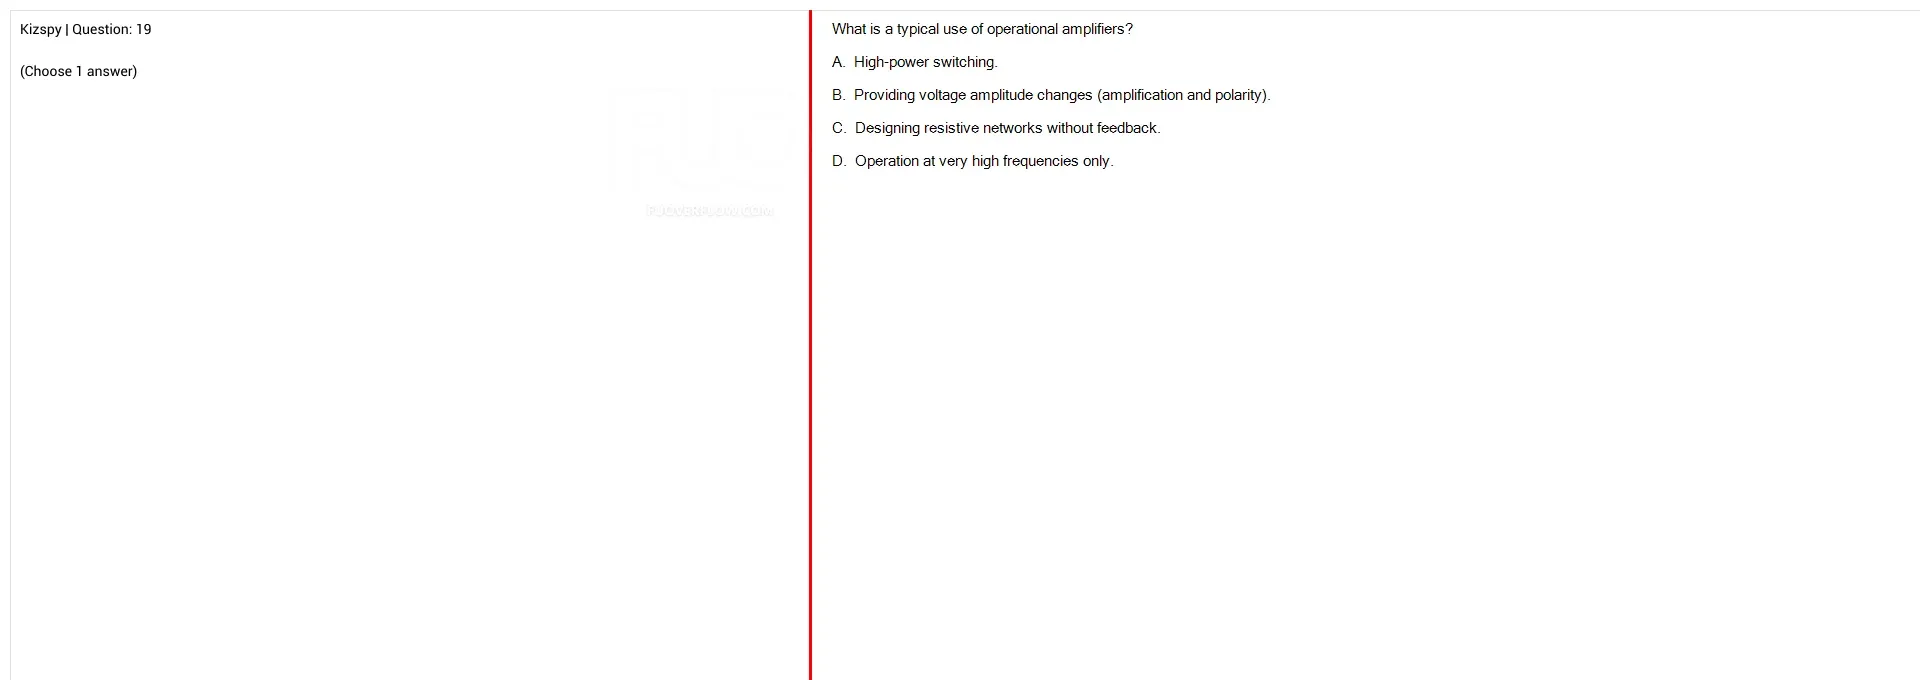 Kizspy | Question: 19
(Choose 1 answer)
What is a typical use of operational amplifiers?
A. High-power switching.
B. Providing voltage amplitude changes (amplification and polarity).
C. Designing resistive networks without feedback.
D. Operation at very high frequencies only.